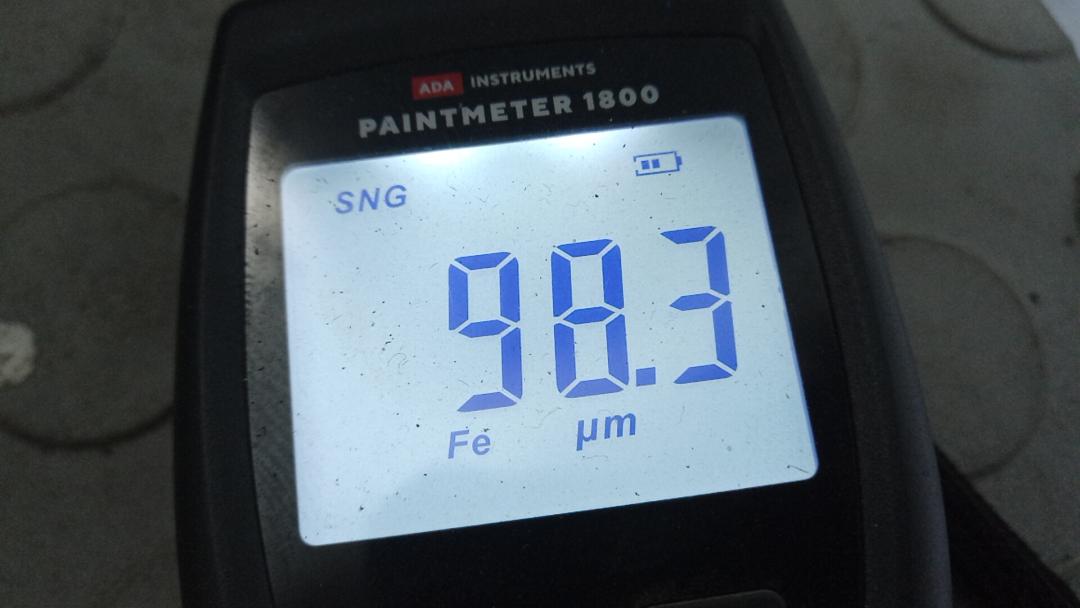 ADA INSTRUMENTS
PAINTMETER 1800
SNG
98.3
Fe µm